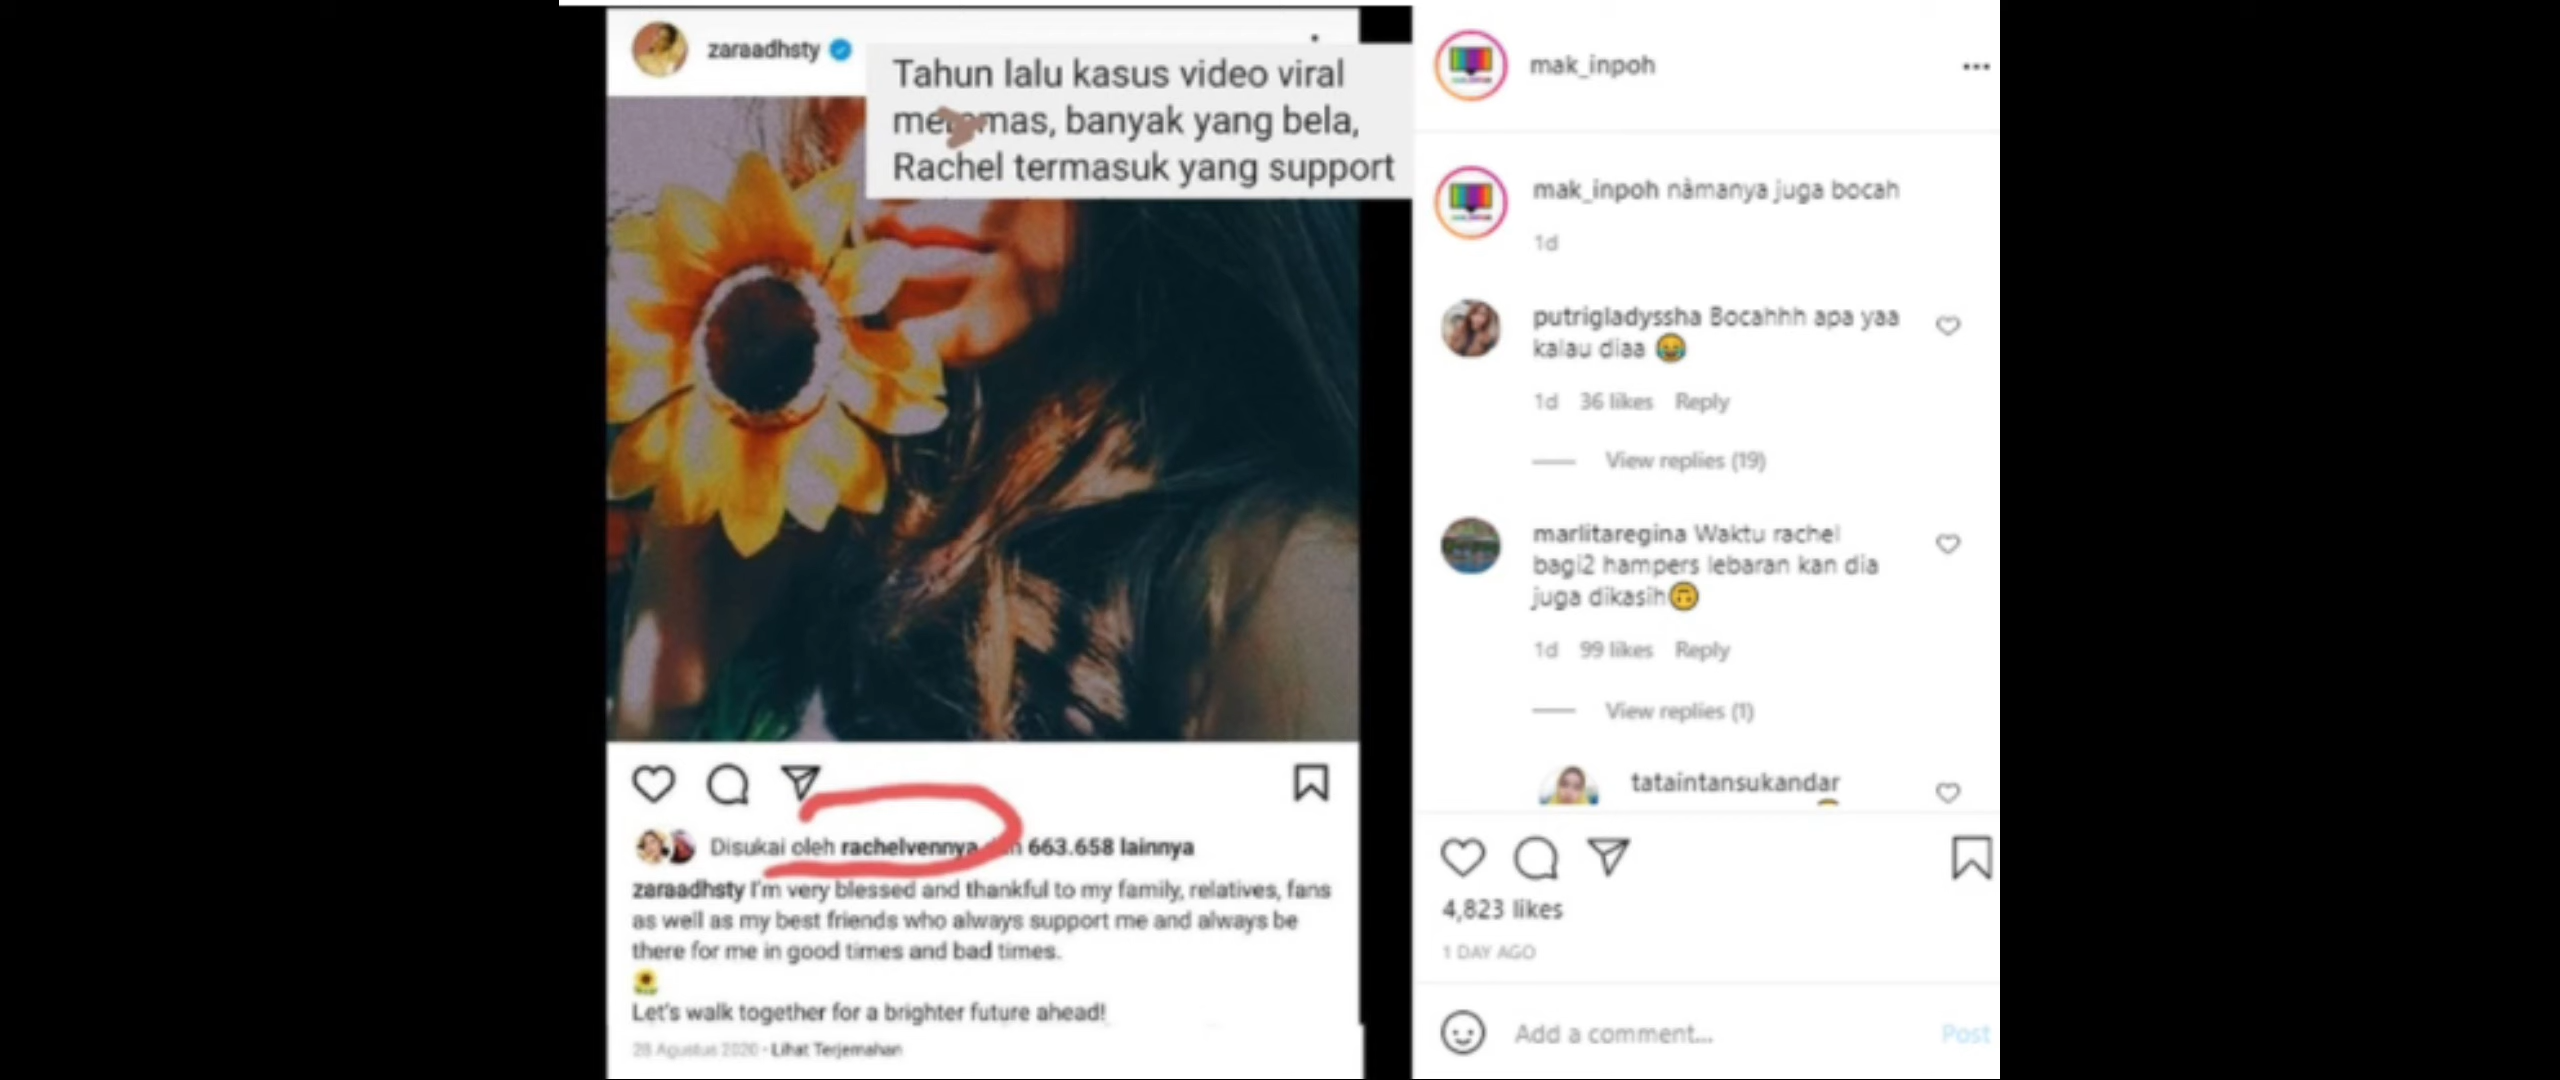 zaraadhsty
Tahun lalu kasus video viral
banyak yang bela,
Rachel termasuk yang support
Disukai oleh rachelvennya 663.658 lainnya
zaraadhsty I'm very blessed and thankful to my family, relatives, fans
as well as my best friends who always support me and always be
there for me in good times and bad times.
🌻
Let's walk together for a brighter future ahead!
28 Agustus 2020 • Lihat Terjemahan
mak_inpoh
mak_inpoh nàmanya juga bocah
1d
putrigladyssha Bocahhh apa yaa
kalau diaa 😂
1d 36 likes Reply
View replies (19)
marlitaregina Waktu rachel
bagi2 hampers lebaran kan dia
juga dikasih🙃
1d 99 likes Reply
View replies (1)
tataintansukandar
4,823 likes
1 DAY AGO
Add a comment...
Post